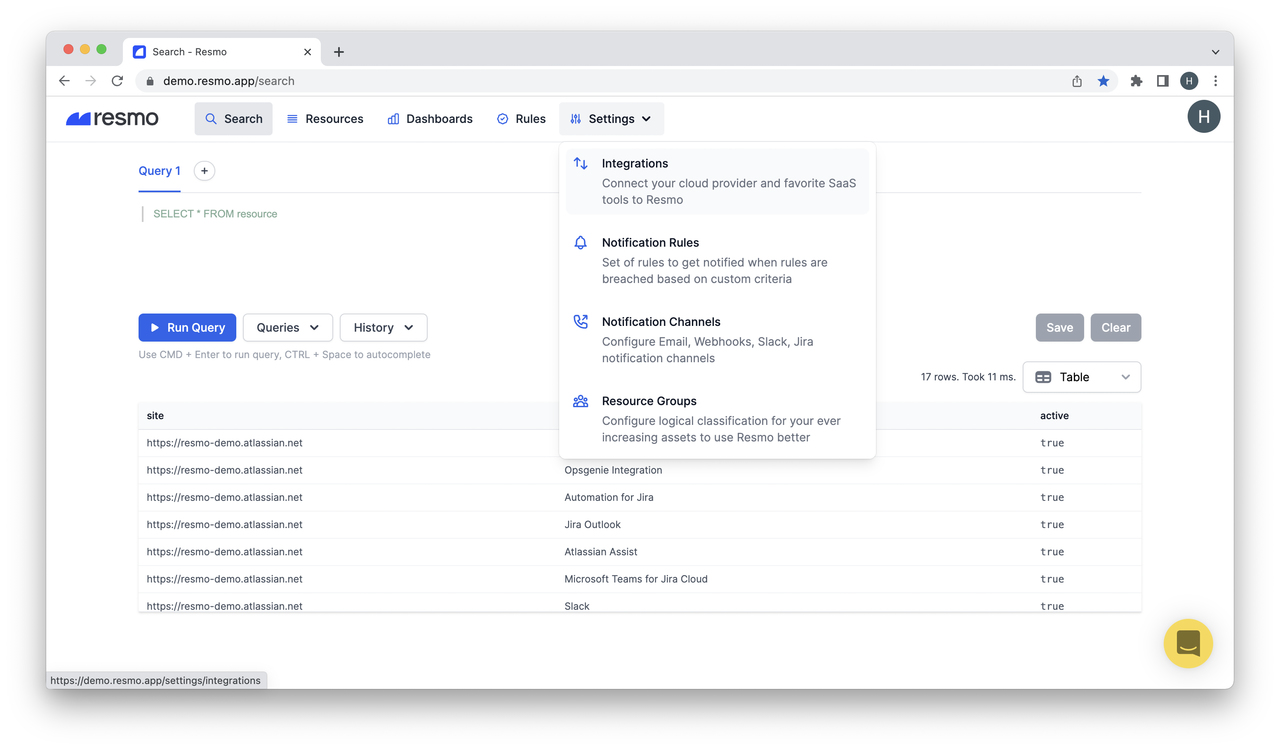 Search - Resmo
demo.resmo.app/search
H
resmo
Search
Resources
Dashboards
Rules
Settings
H
Query 1
SELECT * FROM resource
Integrations
Connect your cloud provider and favorite SaaS
tools to Resmo
Notification Rules
Set of rules to get notified when rules are
breached based on custom criteria
Notification Channels
Configure Email, Webhooks, Slack, Jira
notification channels
Resource Groups
Configure logical classification for your ever
increasing assets to use Resmo better
Run Query
Queries
History
Save
Clear
Use CMD + Enter to run query, CTRL + Space to autocomplete
17 rows. Took 11 ms.
Table
site active
https://resmo-demo.atlassian.net true
https://resmo-demo.atlassian.net Opsgenie Integration true
https://resmo-demo.atlassian.net Automation for Jira true
https://resmo-demo.atlassian.net Jira Outlook true
https://resmo-demo.atlassian.net Atlassian Assist true
https://resmo-demo.atlassian.net Microsoft Teams for Jira Cloud true
https://resmo-demo.atlassian.net Slack true
https://demo.resmo.app/settings/integrations